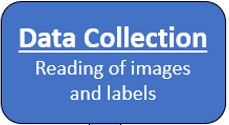 Data Collection
Reading of images
and labels